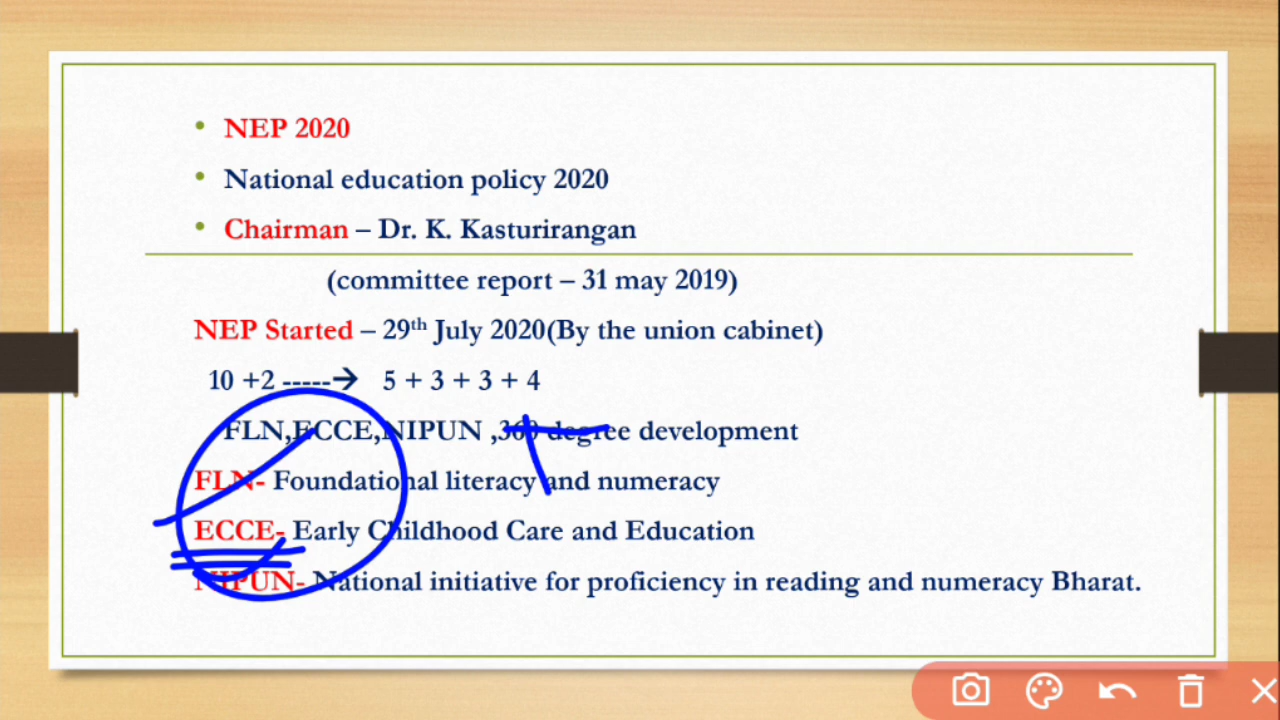 • NEP 2020
• National education policy 2020
• Chairman – Dr. K. Kasturirangan
(committee report – 31 may 2019)
NEP Started – 29th July 2020(By the union cabinet)
10 +2 -----→ 5 + 3 + 3 + 4
FLN,ECCE,NIPUN ,360 degree development
FLN- Foundational literacy and numeracy
ECCE- Early Childhood Care and Education
NIPUN- National initiative for proficiency in reading and numeracy Bharat.